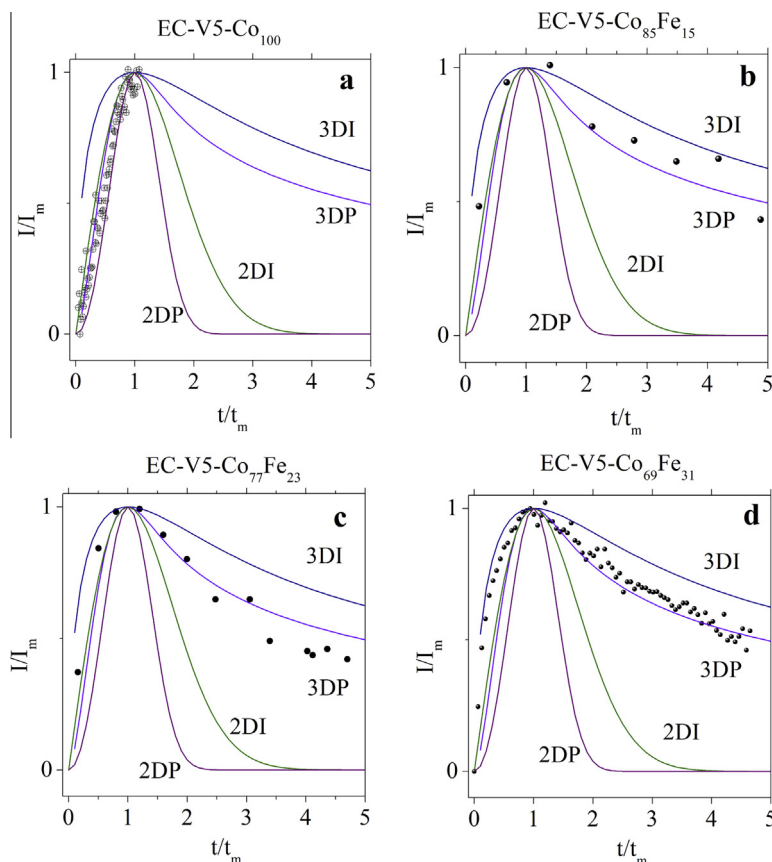 EC-V5-Co100
a
1
3DI
3DP
2DI
2DP
0
I/Im
0 1 2 3 4 5
t/tm
EC-V5-Co85Fe15
b
1
3DI
3DP
2DI
2DP
0
I/Im
0 1 2 3 4 5
t/tm
EC-V5-Co77Fe23
c
1
3DI
3DP
2DI
2DP
0
I/Im
0 1 2 3 4 5
t/tm
EC-V5-Co69Fe31
d
1
3DI
3DP
2DI
2DP
0
I/Im
0 1 2 3 4 5
t/tm